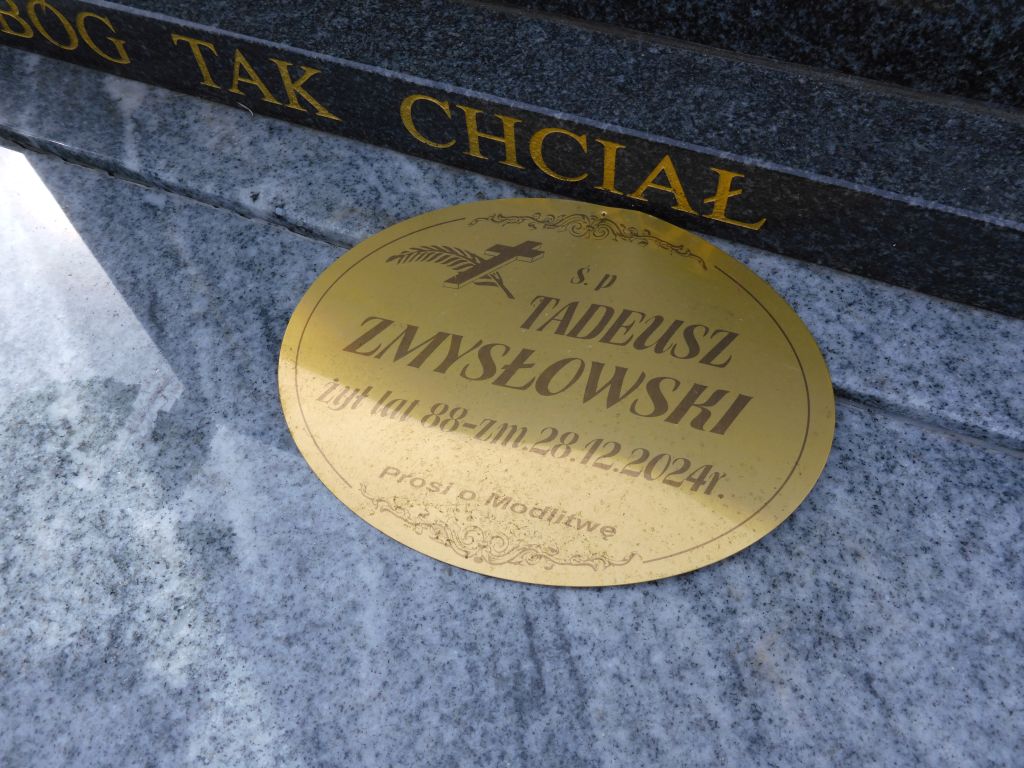 BÓG TAK CHCIAŁ
ś. p
TADEUSZ
ZMYSŁOWSKI
żył lat 88-zm.28.12.2024r.
Prosi o Modlitwę